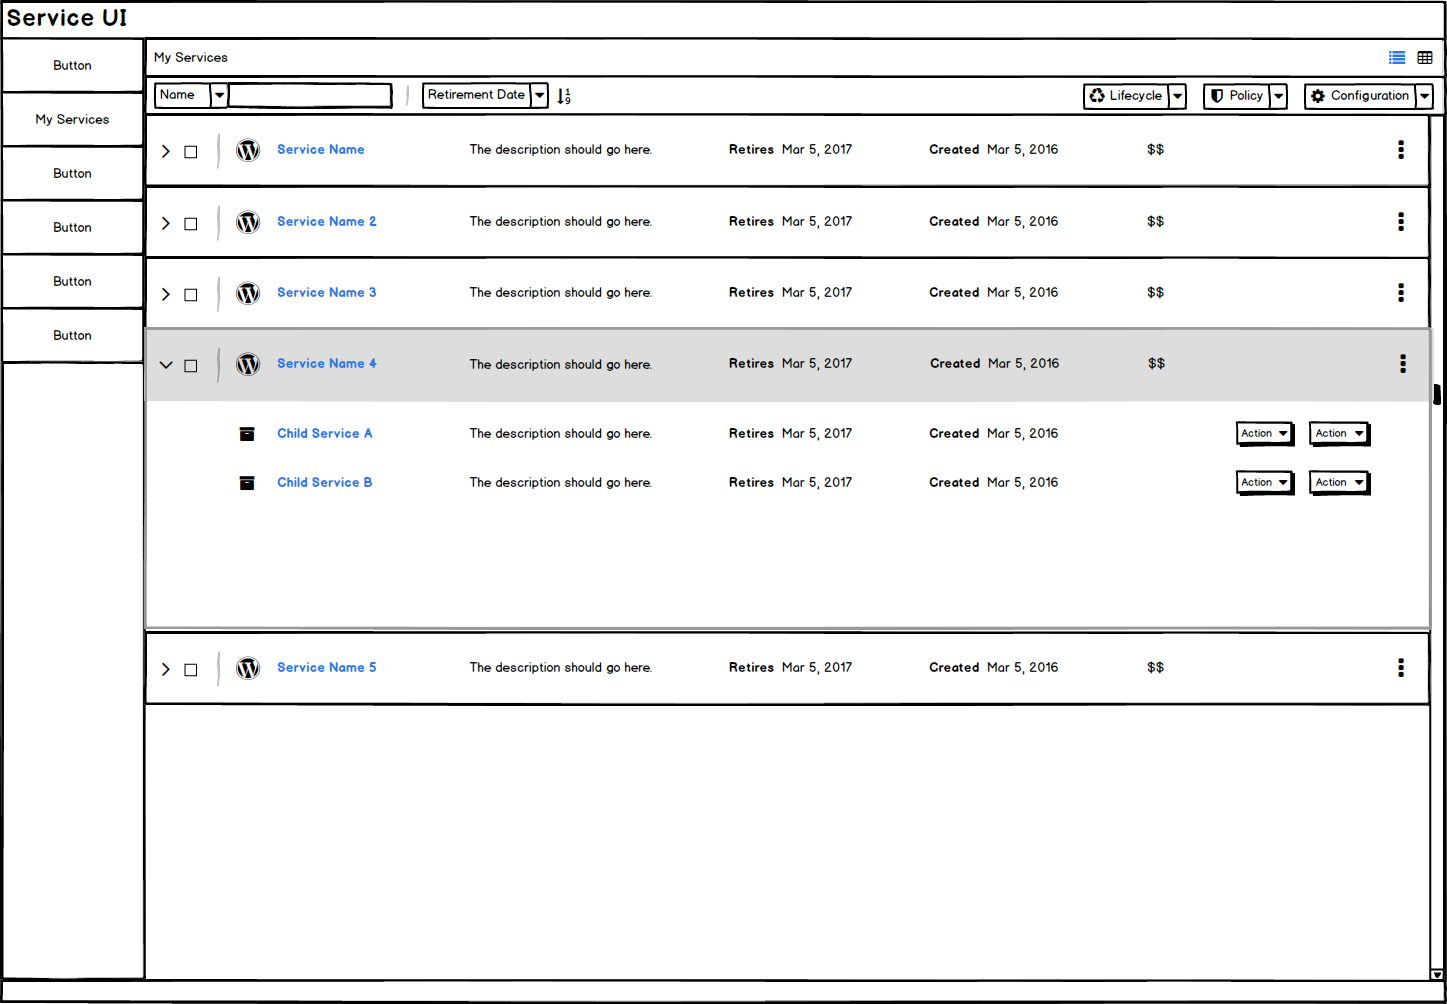 Service UI
Button
My Services
Button
Button
Button
Button
My Services
Name Retirement Date Lifecycle Policy Configuration
Service Name The description should go here. Retires Mar 5, 2017 Created Mar 5, 2016 $$
Service Name 2 The description should go here. Retires Mar 5, 2017 Created Mar 5, 2016 $$
Service Name 3 The description should go here. Retires Mar 5, 2017 Created Mar 5, 2016 $$
Service Name 4 The description should go here. Retires Mar 5, 2017 Created Mar 5, 2016 $$
Child Service A The description should go here. Retires Mar 5, 2017 Created Mar 5, 2016 Action Action
Child Service B The description should go here. Retires Mar 5, 2017 Created Mar 5, 2016 Action Action
Service Name 5 The description should go here. Retires Mar 5, 2017 Created Mar 5, 2016 $$